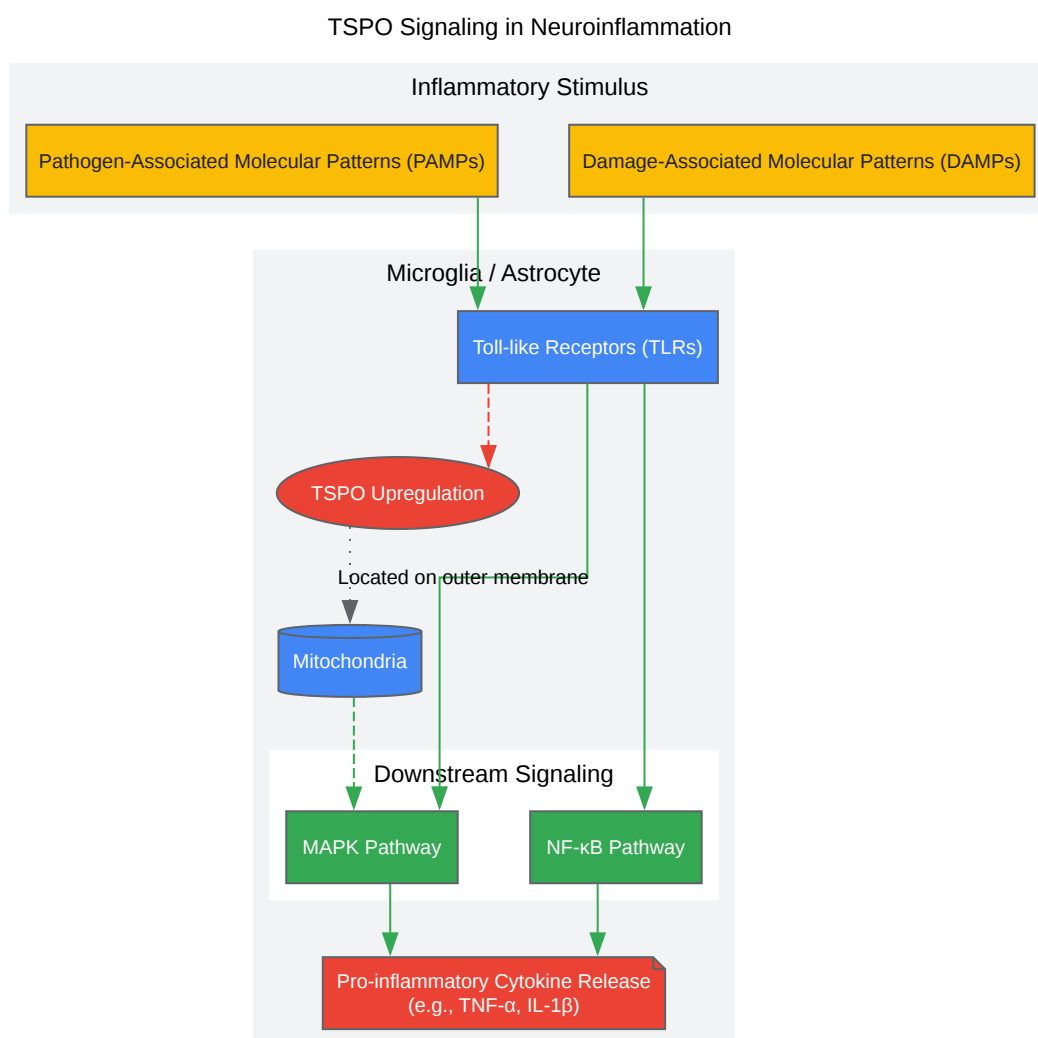 TSPO Signaling in Neuroinflammation
Inflammatory Stimulus
Pathogen-Associated Molecular Patterns (PAMPs)
Damage-Associated Molecular Patterns (DAMPs)
Microglia / Astrocyte
Toll-like Receptors (TLRs)
TSPO Upregulation
Located on outer membrane
Mitochondria
Downstream Signaling
MAPK Pathway
NF-κB Pathway
Pro-inflammatory Cytokine Release
(e.g., TNF-α, IL-1β)